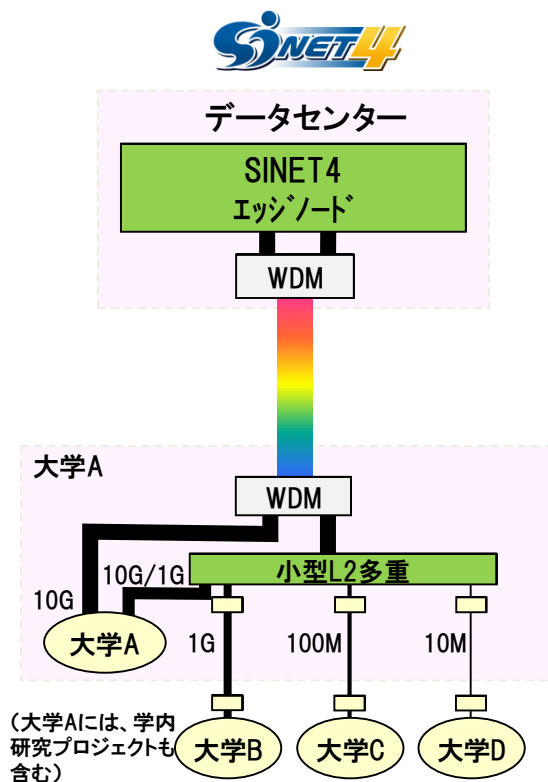 SINET4
データセンター
SINET4
エッジノード
WDM
大学A
WDM
10G/1G
小型L2多重
10G
大学A
1G
100M
10M
(大学Aには、学内
研究プロジェクトも
含む)
大学B
大学C
大学D